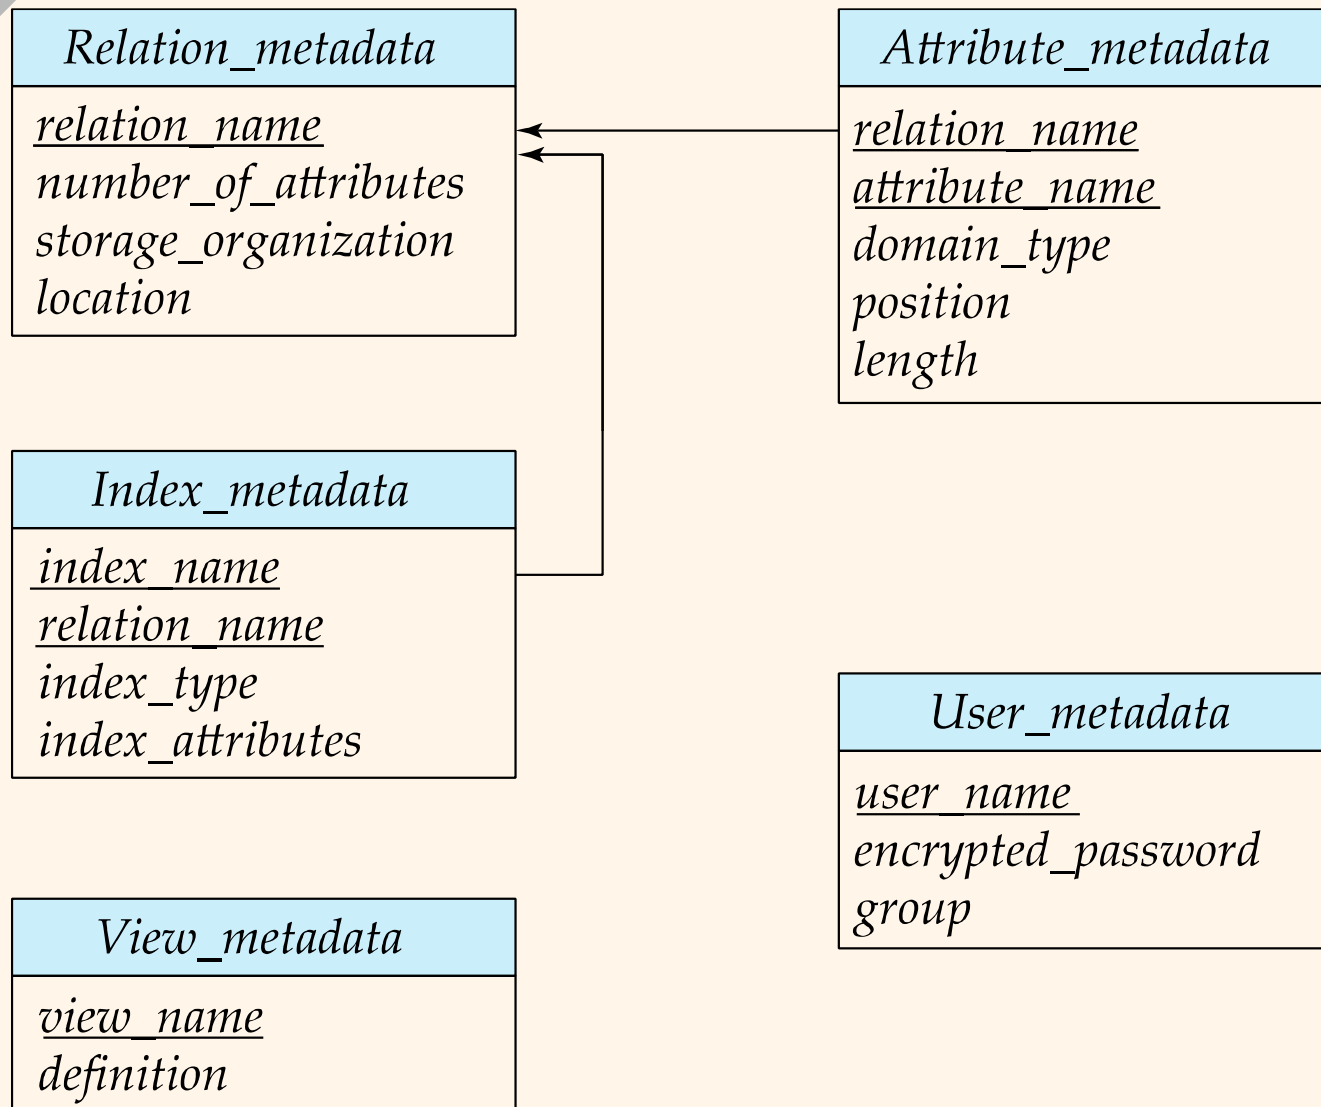 Relation_metadata
relation_name
number_of_attributes
storage_organization
location
Attribute_metadata
relation_name
attribute_name
domain_type
position
length
Index_metadata
index_name
relation_name
index_type
index_attributes
User_metadata
user_name
encrypted_password
group
View_metadata
view_name
definition